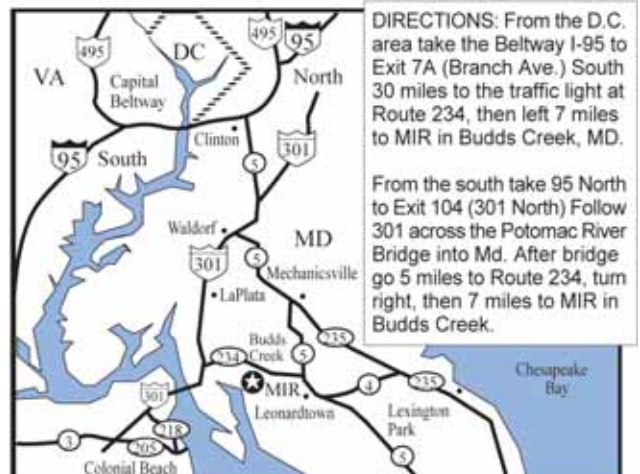 DIRECTIONS: From the D.C.
area take the Beltway I-95 to
Exit 7A (Branch Ave.) South
30 miles to the traffic light at
Route 234, then left 7 miles
to MIR in Budds Creek, MD.
From the south take 95 North
to Exit 104 (301 North) Follow
301 across the Potomac River
Bridge into Md. After bridge
go 5 miles to Route 234, turn
right, then 7 miles to MIR in
Budds Creek.
495
DC
495
95
VA
Capital
Beltway
North
Clinton
301
95
South
5
Waldorf
MD
301
5
Mechanicsville
LaPlata
Budds
Creek
234
5
235
MIR
4
235
Chesapeake
Bay
301
Leonardtown
Lexington
Park
218
3
205
5
Colonial Beach